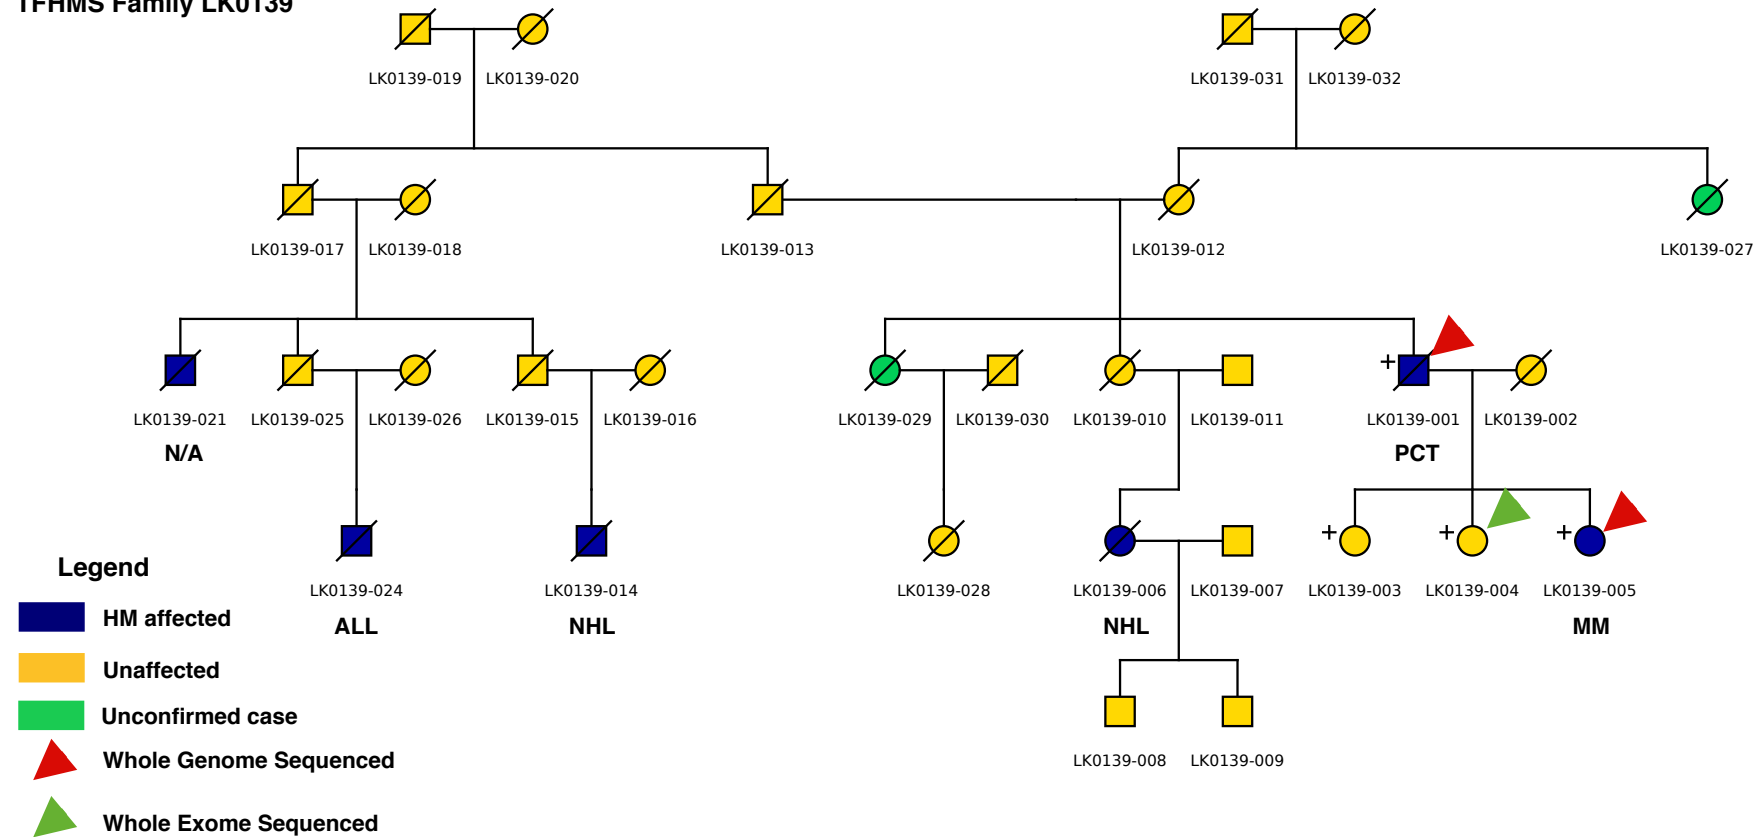 TFHMS Family LK0139
LK0139-019 LK0139-020 LK0139-031 LK0139-032
LK0139-017 LK0139-018 LK0139-013 LK0139-012 LK0139-027
+
LK0139-021 LK0139-025 LK0139-026 LK0139-015 LK0139-016 LK0139-029 LK0139-030 LK0139-010 LK0139-011 LK0139-001 LK0139-002
N/A PCT
+ + +
LK0139-024 LK0139-014 LK0139-028 LK0139-006 LK0139-007 LK0139-003 LK0139-004 LK0139-005
ALL NHL NHL MM
LK0139-008 LK0139-009
Legend
HM affected
Unaffected
Unconfirmed case
Whole Genome Sequenced
Whole Exome Sequenced